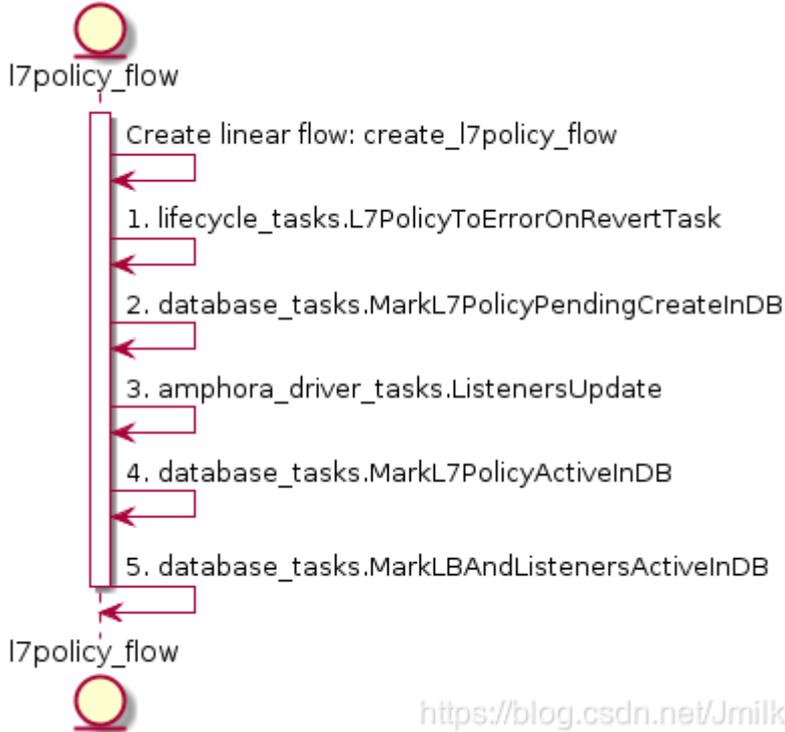 l7policy_flow
Create linear flow: create_l7policy_flow
1. lifecycle_tasks.L7PolicyToErrorOnRevertTask
2. database_tasks.MarkL7PolicyPendingCreateInDB
3. amphora_driver_tasks.ListenersUpdate
4. database_tasks.MarkL7PolicyActiveInDB
5. database_tasks.MarkLBAndListenersActiveInDB
l7policy_flow
https://blog.csdn.net/Jmilk